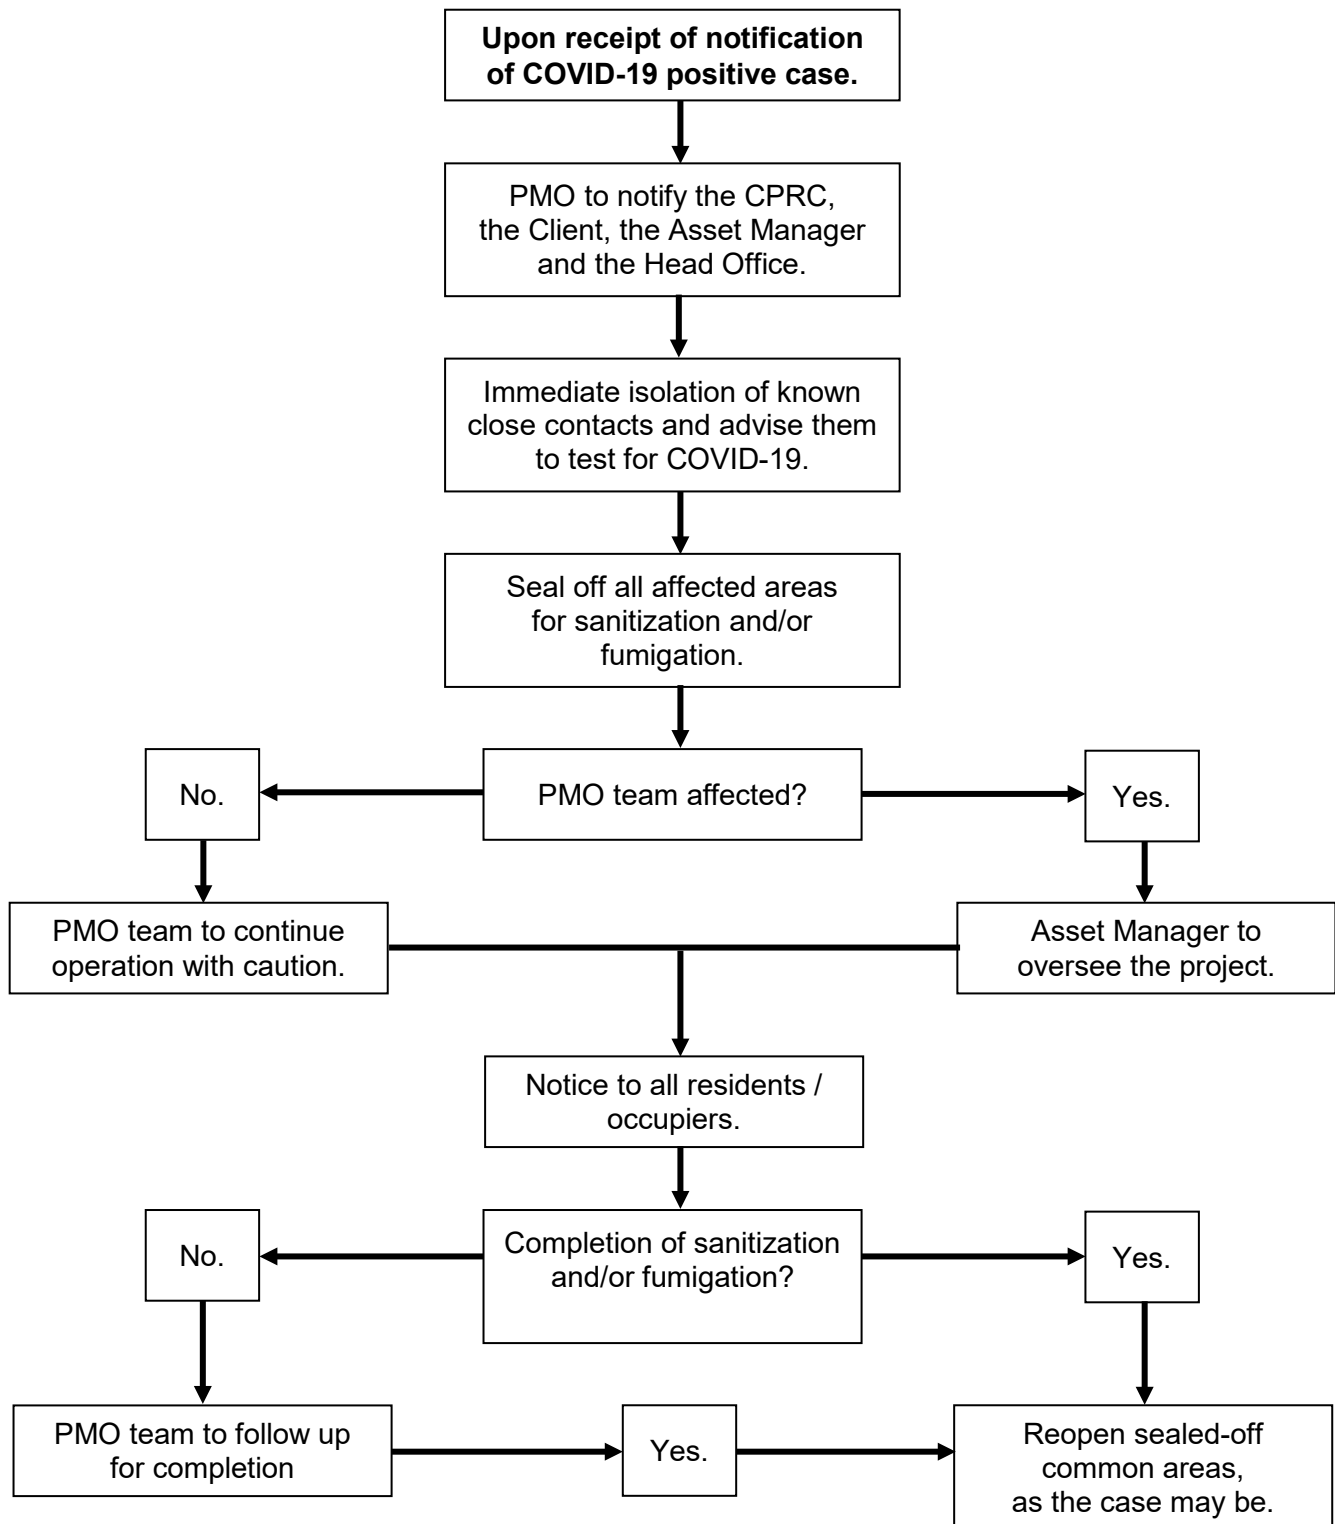 Upon receipt of notification
of COVID-19 positive case.
PMO to notify the CPRC,
the Client, the Asset Manager
and the Head Office.
Immediate isolation of known
close contacts and advise them
to test for COVID-19.
Seal off all affected areas
for sanitization and/or
fumigation.
No.
PMO team affected?
Yes.
PMO team to continue
operation with caution.
Asset Manager to
oversee the project.
Notice to all residents /
occupiers.
No.
Completion of sanitization
and/or fumigation?
Yes.
PMO team to follow up
for completion
Yes.
Reopen sealed-off
common areas,
as the case may be.